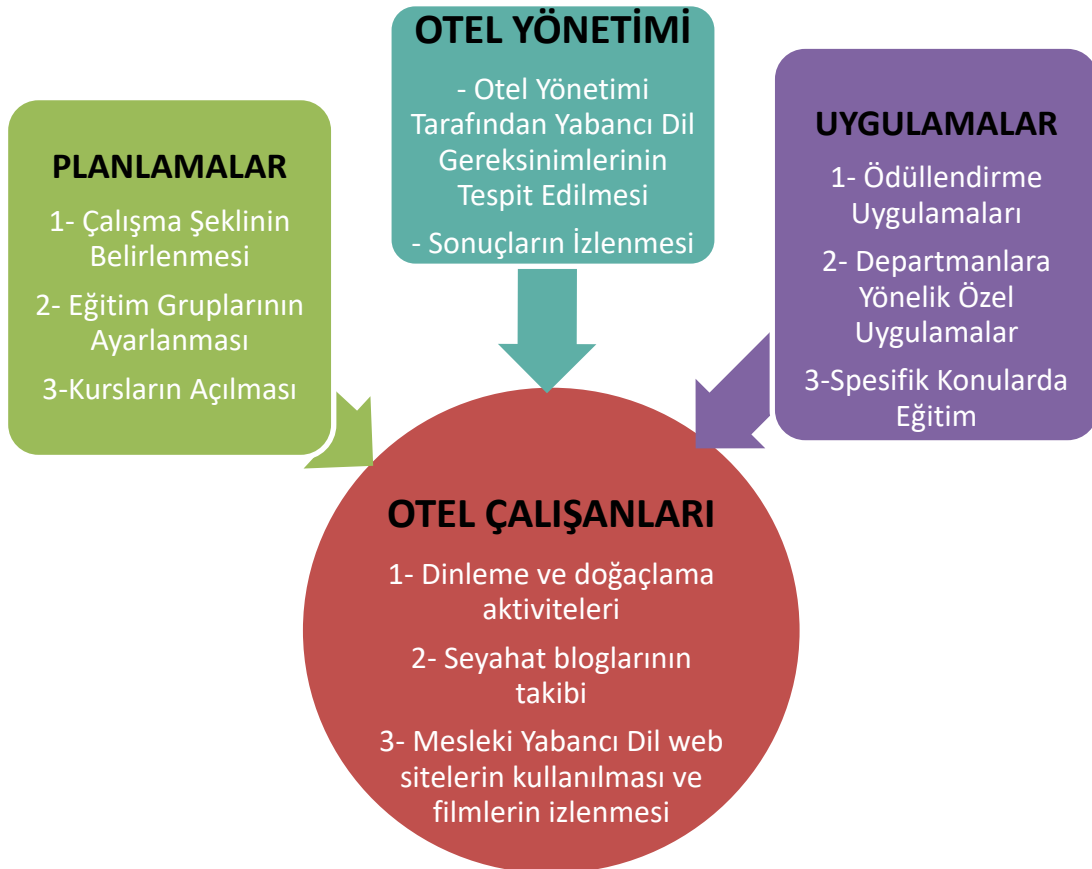 PLANLAMALAR
1- Çalışma Şeklinin
Belirlenmesi
2- Eğitim Gruplarının
Ayarlanması
3-Kursların Açılması
OTEL YÖNETİMİ
- Otel Yönetimi
Tarafından Yabancı Dil
Gereksinimlerinin
Tespit Edilmesi
- Sonuçların İzlenmesi
UYGULAMALAR
1- Ödüllendirme
Uygulamaları
2- Departmanlara
Yönelik Özel
Uygulamalar
3-Spesifik Konularda
Eğitim
OTEL ÇALIŞANLARI
1- Dinleme ve doğaçlama
aktiviteleri
2- Seyahat bloglarının
takibi
3- Mesleki Yabancı Dil web
sitelerin kullanılması ve
filmlerin izlenmesi